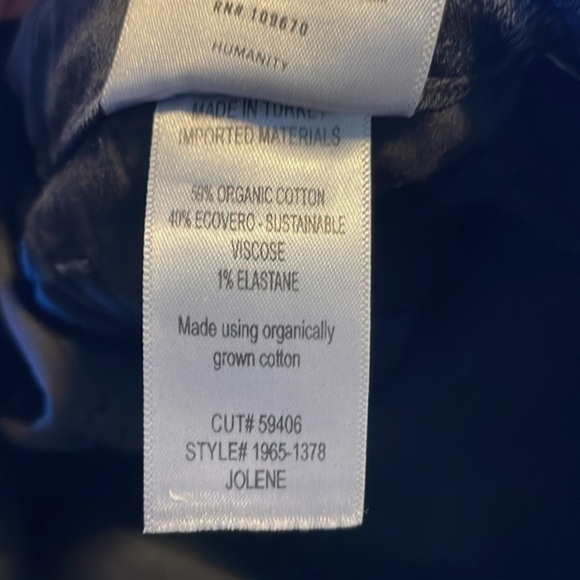 RN# 109670
HUMANITY
MADE IN TURKEY
IMPORTED MATERIALS
59% ORGANIC COTTON
40% ECOVERO - SUSTAINABLE
VISCOSE
1% ELASTANE
Made using organically
grown cotton
CUT# 59406
STYLE# 1965-1378
JOLENE